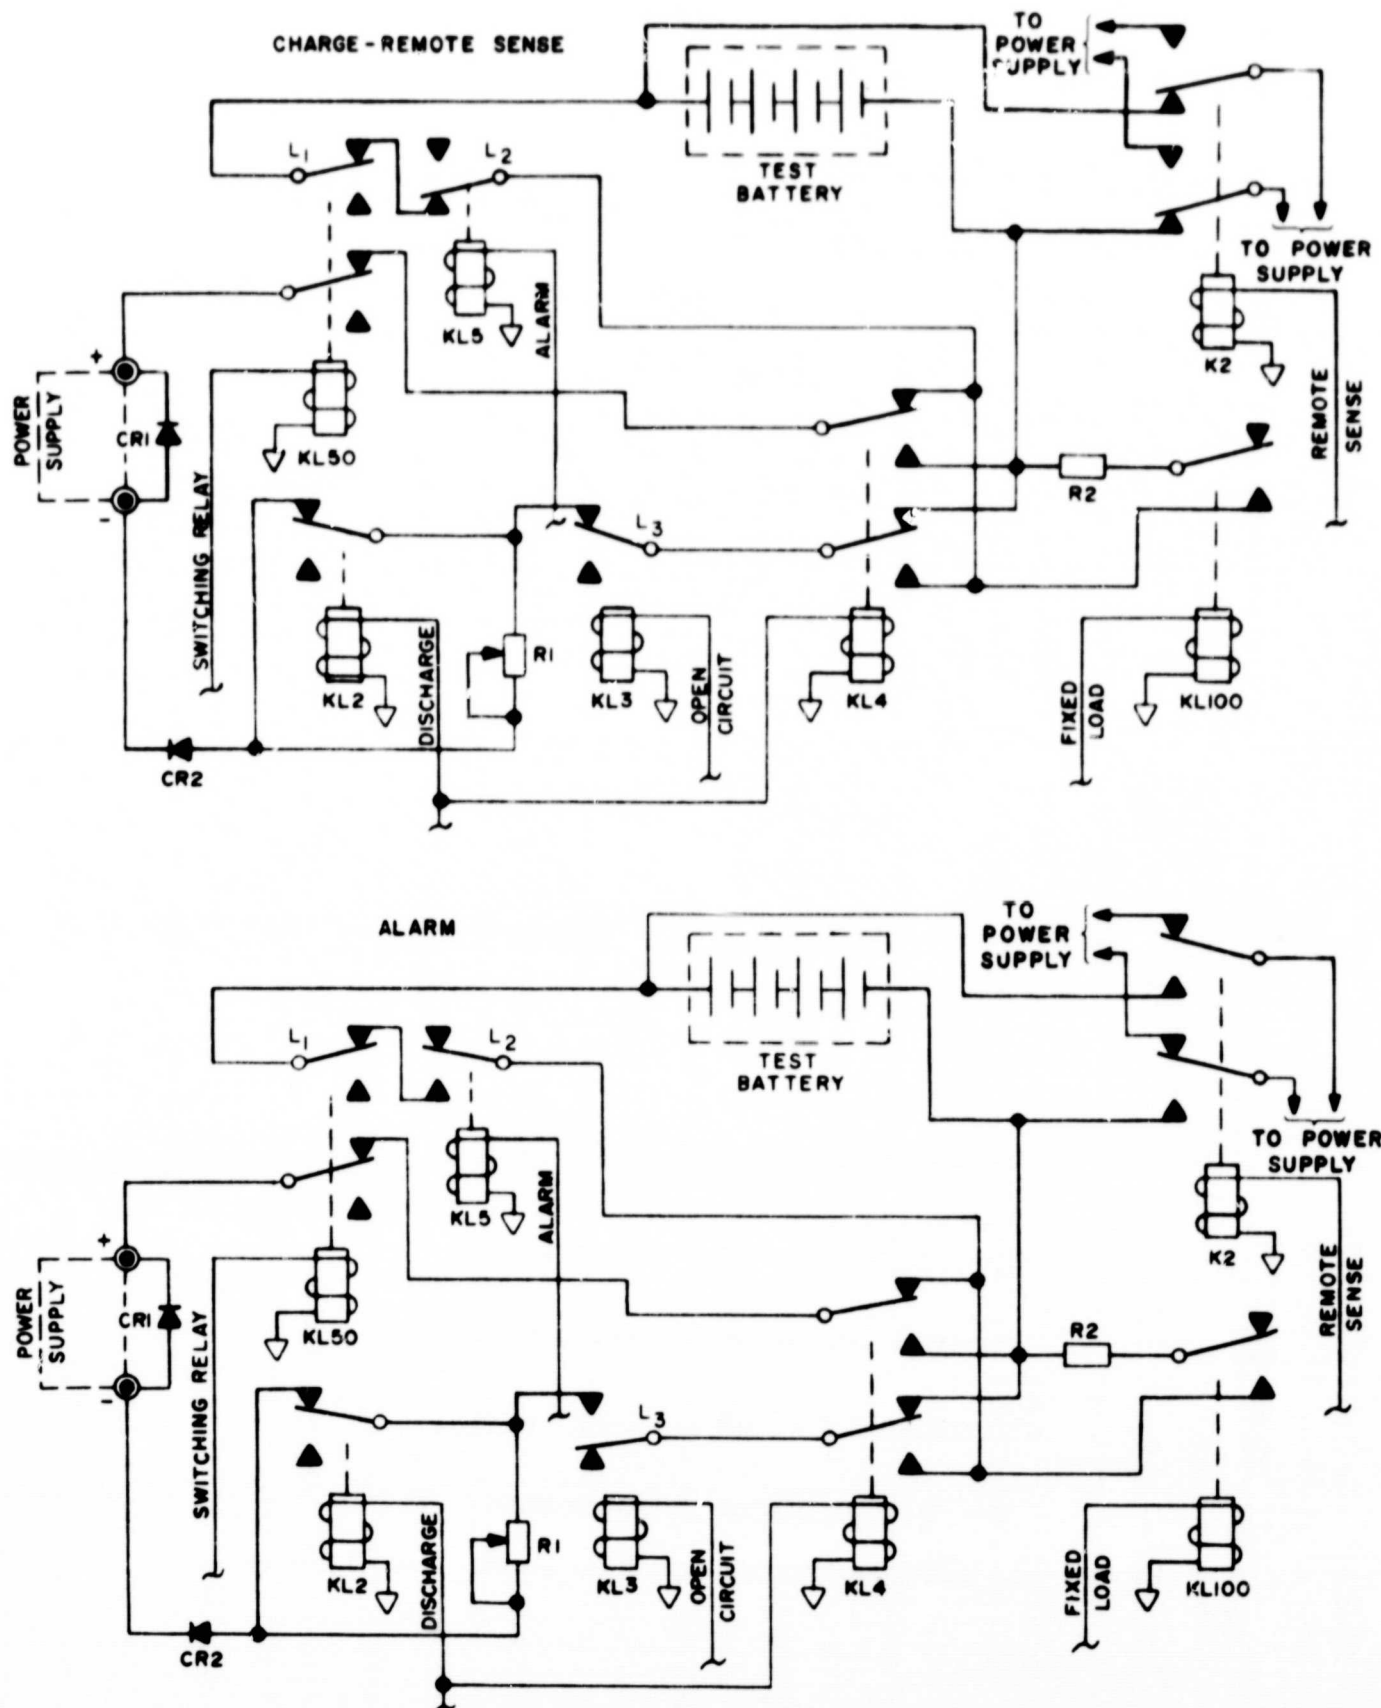 CHARGE-REMOTE SENSE
TO
POWER
SUPPLY
L1
L2
TEST
BATTERY
TO POWER
SUPPLY
KL5
ALARM
K2
REMOTE
SENSE
+
POWER
SUPPLY
CR1
-
KL50
SWITCHING RELAY
R2
L3
KL2
DISCHARGE
R1
KL3
OPEN
CIRCUIT
KL4
FIXED
LOAD
KL100
CR2
ALARM
TO
POWER
SUPPLY
L1
L2
TEST
BATTERY
TO POWER
SUPPLY
KL5
ALARM
K2
REMOTE
SENSE
+
POWER
SUPPLY
CR1
-
KL50
SWITCHING RELAY
R2
L3
KL2
DISCHARGE
R1
KL3
OPEN
CIRCUIT
KL4
FIXED
LOAD
KL100
CR2